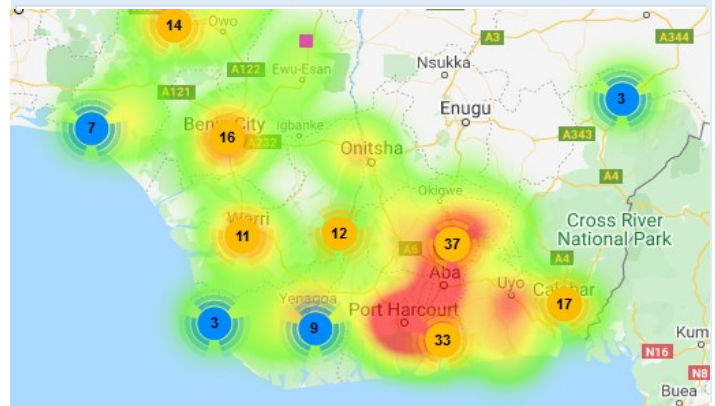 14
Owo
A3
A344
Nsukka
A122
Ewu-Esan
A121
3
Enugu
7
Benin City
16
Igbanke
A232
A343
Onitsha
A4
Okigwe
Cross River
National Park
Warri
11
12
37
A6
A4
Aba
Uyo
Calabar
17
Yenagoa
3
9
Port Harcourt
33
Kum
N16
N8
Buea